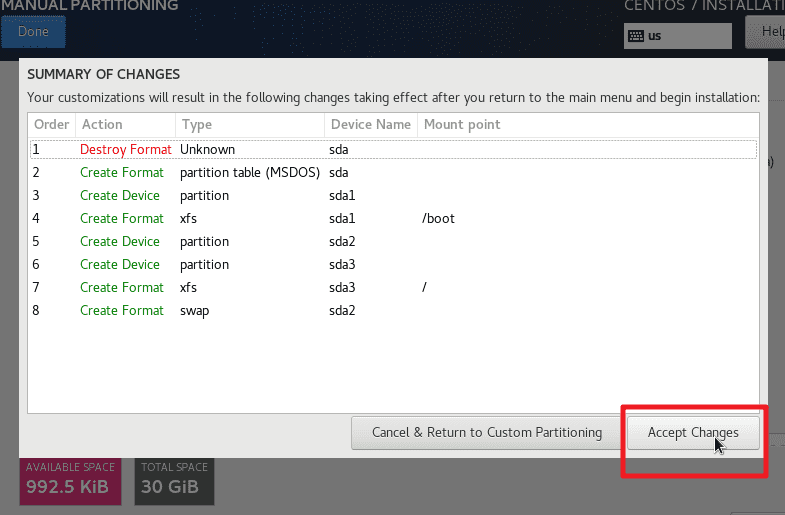 MANUAL PARTITIONING
CENTOS 7 INSTALLATI
Done
us
Help
SUMMARY OF CHANGES
Your customizations will result in the following changes taking effect after you return to the main menu and begin installation:
Order Action Type Device Name Mount point
1 Destroy Format Unknown sda
2 Create Format partition table (MSDOS) sda
3 Create Device partition sda1
4 Create Format xfs sda1 /boot
5 Create Device partition sda2
6 Create Device partition sda3
7 Create Format xfs sda3 /
8 Create Format swap sda2
Cancel & Return to Custom Partitioning
Accept Changes
AVAILABLE SPACE
992.5 KiB
TOTAL SPACE
30 GiB